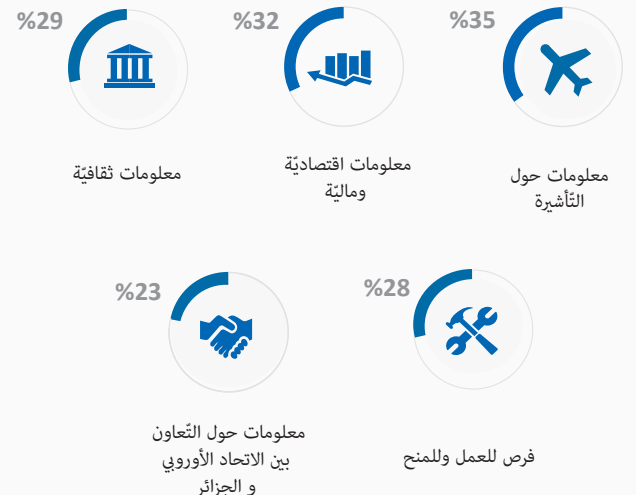 %35
معلومات حول
التّأشيرة
%32
معلومات اقتصاديّة
وماليّة
%29
معلومات ثقافيّة
%28
فرص للعمل وللمنح
%23
معلومات حول التّعاون
بين الاتحاد الأوروبي
و الجزائر